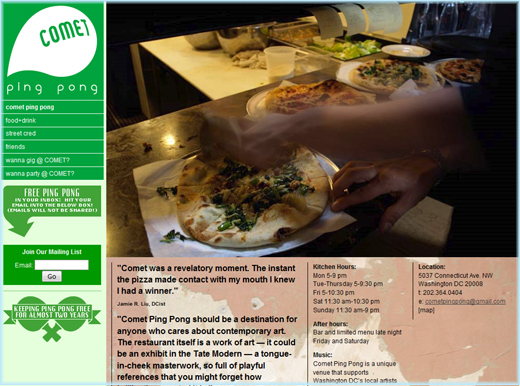 COMET
ping pong
comet ping pong
food+drink
street cred
friends
wanna gig @ COMET?
wanna party @ COMET?
FREE PING PONG
IN YOUR INBOX: HIT YOUR
EMAIL INTO THE BELOW BOX!
(EMAILS WILL NOT BE SHARED!)
Join Our Mailing List
Email:
Go
KEEPING PING PONG FREE
FOR ALMOST TWO YEARS
"Comet was a revelatory moment. The instant
the pizza made contact with my mouth I knew
I had a winner."
Jamie R. Liu, DCist
"Comet Ping Pong should be a destination for
anyone who cares about contemporary art.
The restaurant itself is a work of art — it could
be an exhibit in the Tate Modern — a tongue-
in-cheek masterwork, so full of playful
references that you might forget how
Kitchen Hours:
Mon 5-9 pm
Tue-Thursday 5-9:30 pm
Fri 5-10:30 pm
Sat 11:30 am-10:30 pm
Sunday 11:30 am-9 pm
After hours:
Bar and limited menu late night
Friday and Saturday
Music:
Comet Ping Pong is a unique
venue that supports
Washington DC's local artists
Location:
5037 Connecticut Ave. NW
Washington DC 20008
t: 202.364.0404
e: cometpingpong@gmail.com
[map]